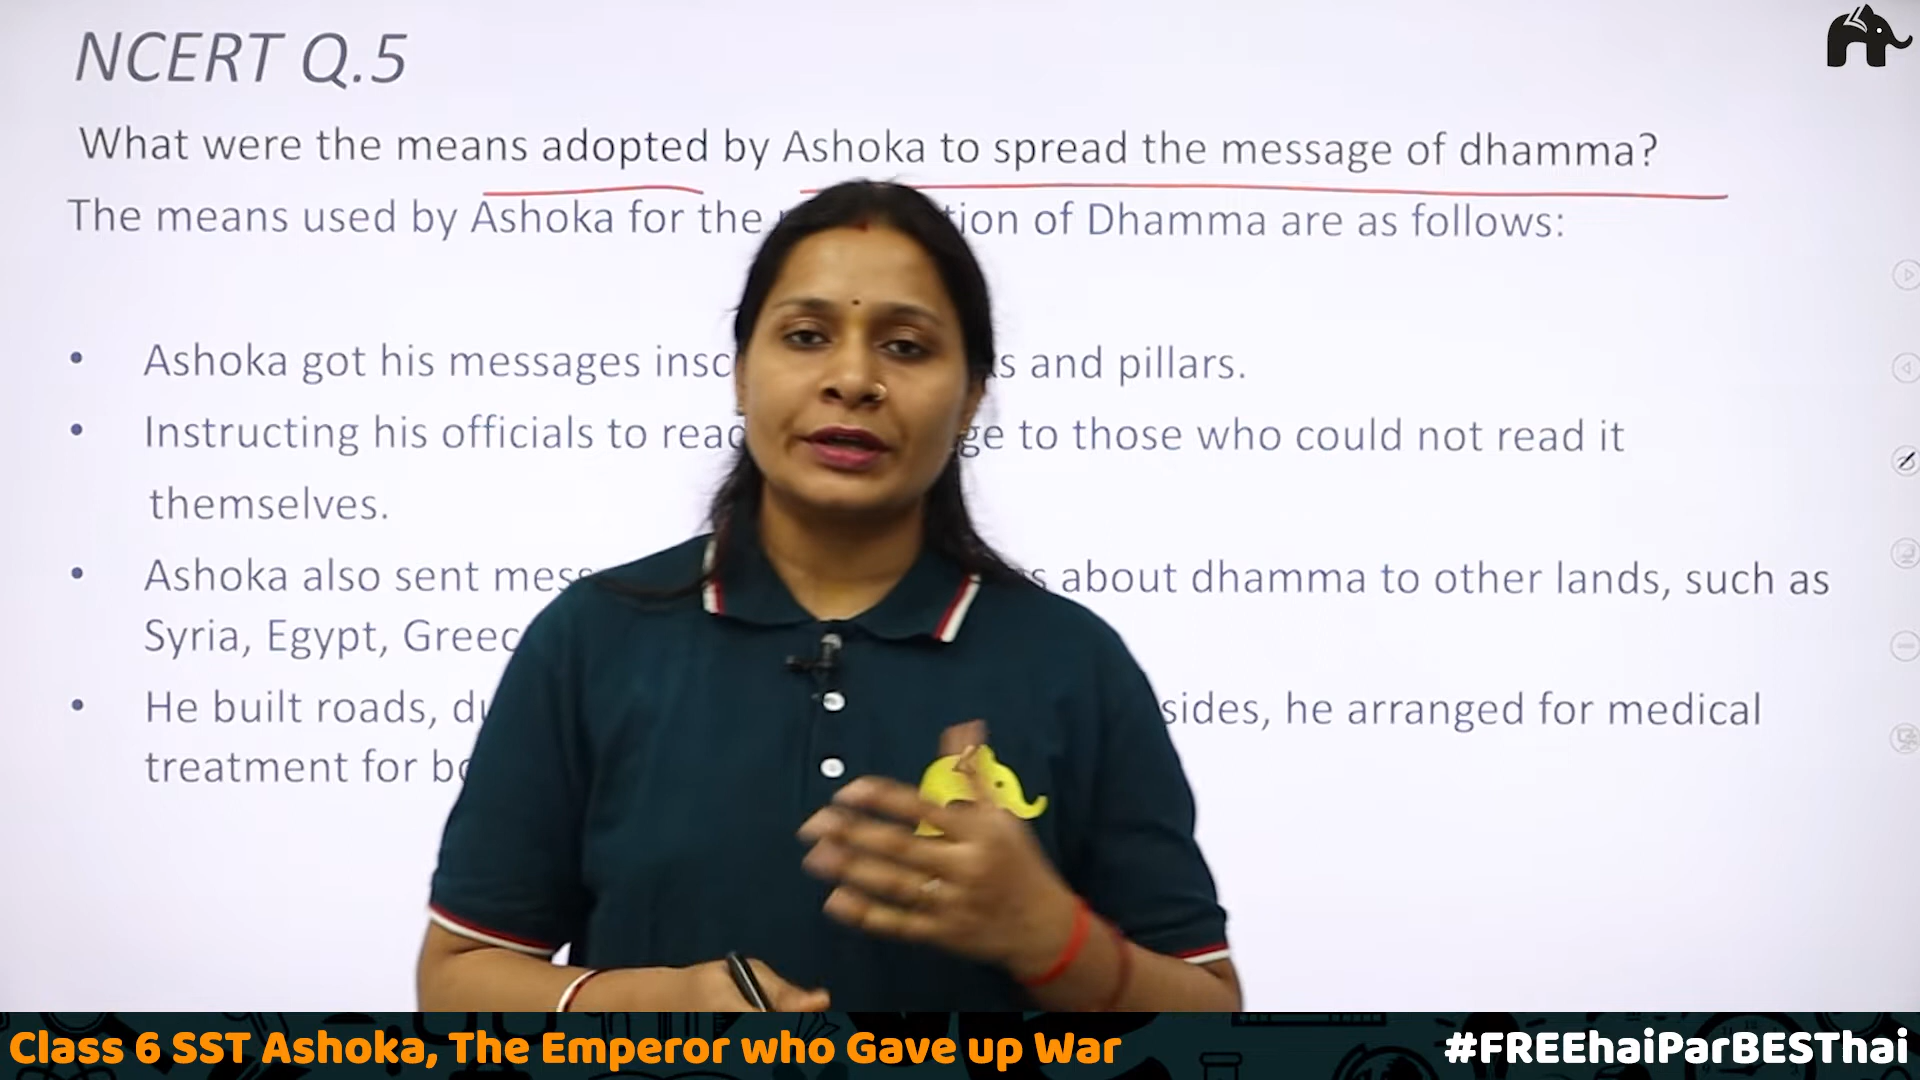 NCERT Q.5
What were the means adopted by Ashoka to spread the message of dhamma?
The means used by Ashoka for the tion of Dhamma are as follows:
• Ashoka got his messages insc s and pillars.
• Instructing his officials to read ge to those who could not read it
themselves.
• Ashoka also sent mess s about dhamma to other lands, such as
Syria, Egypt, Greec
• He built roads, du sides, he arranged for medical
treatment for bo
Class 6 SST Ashoka, The Emperor who Gave up War #FREEhaiParBESThai